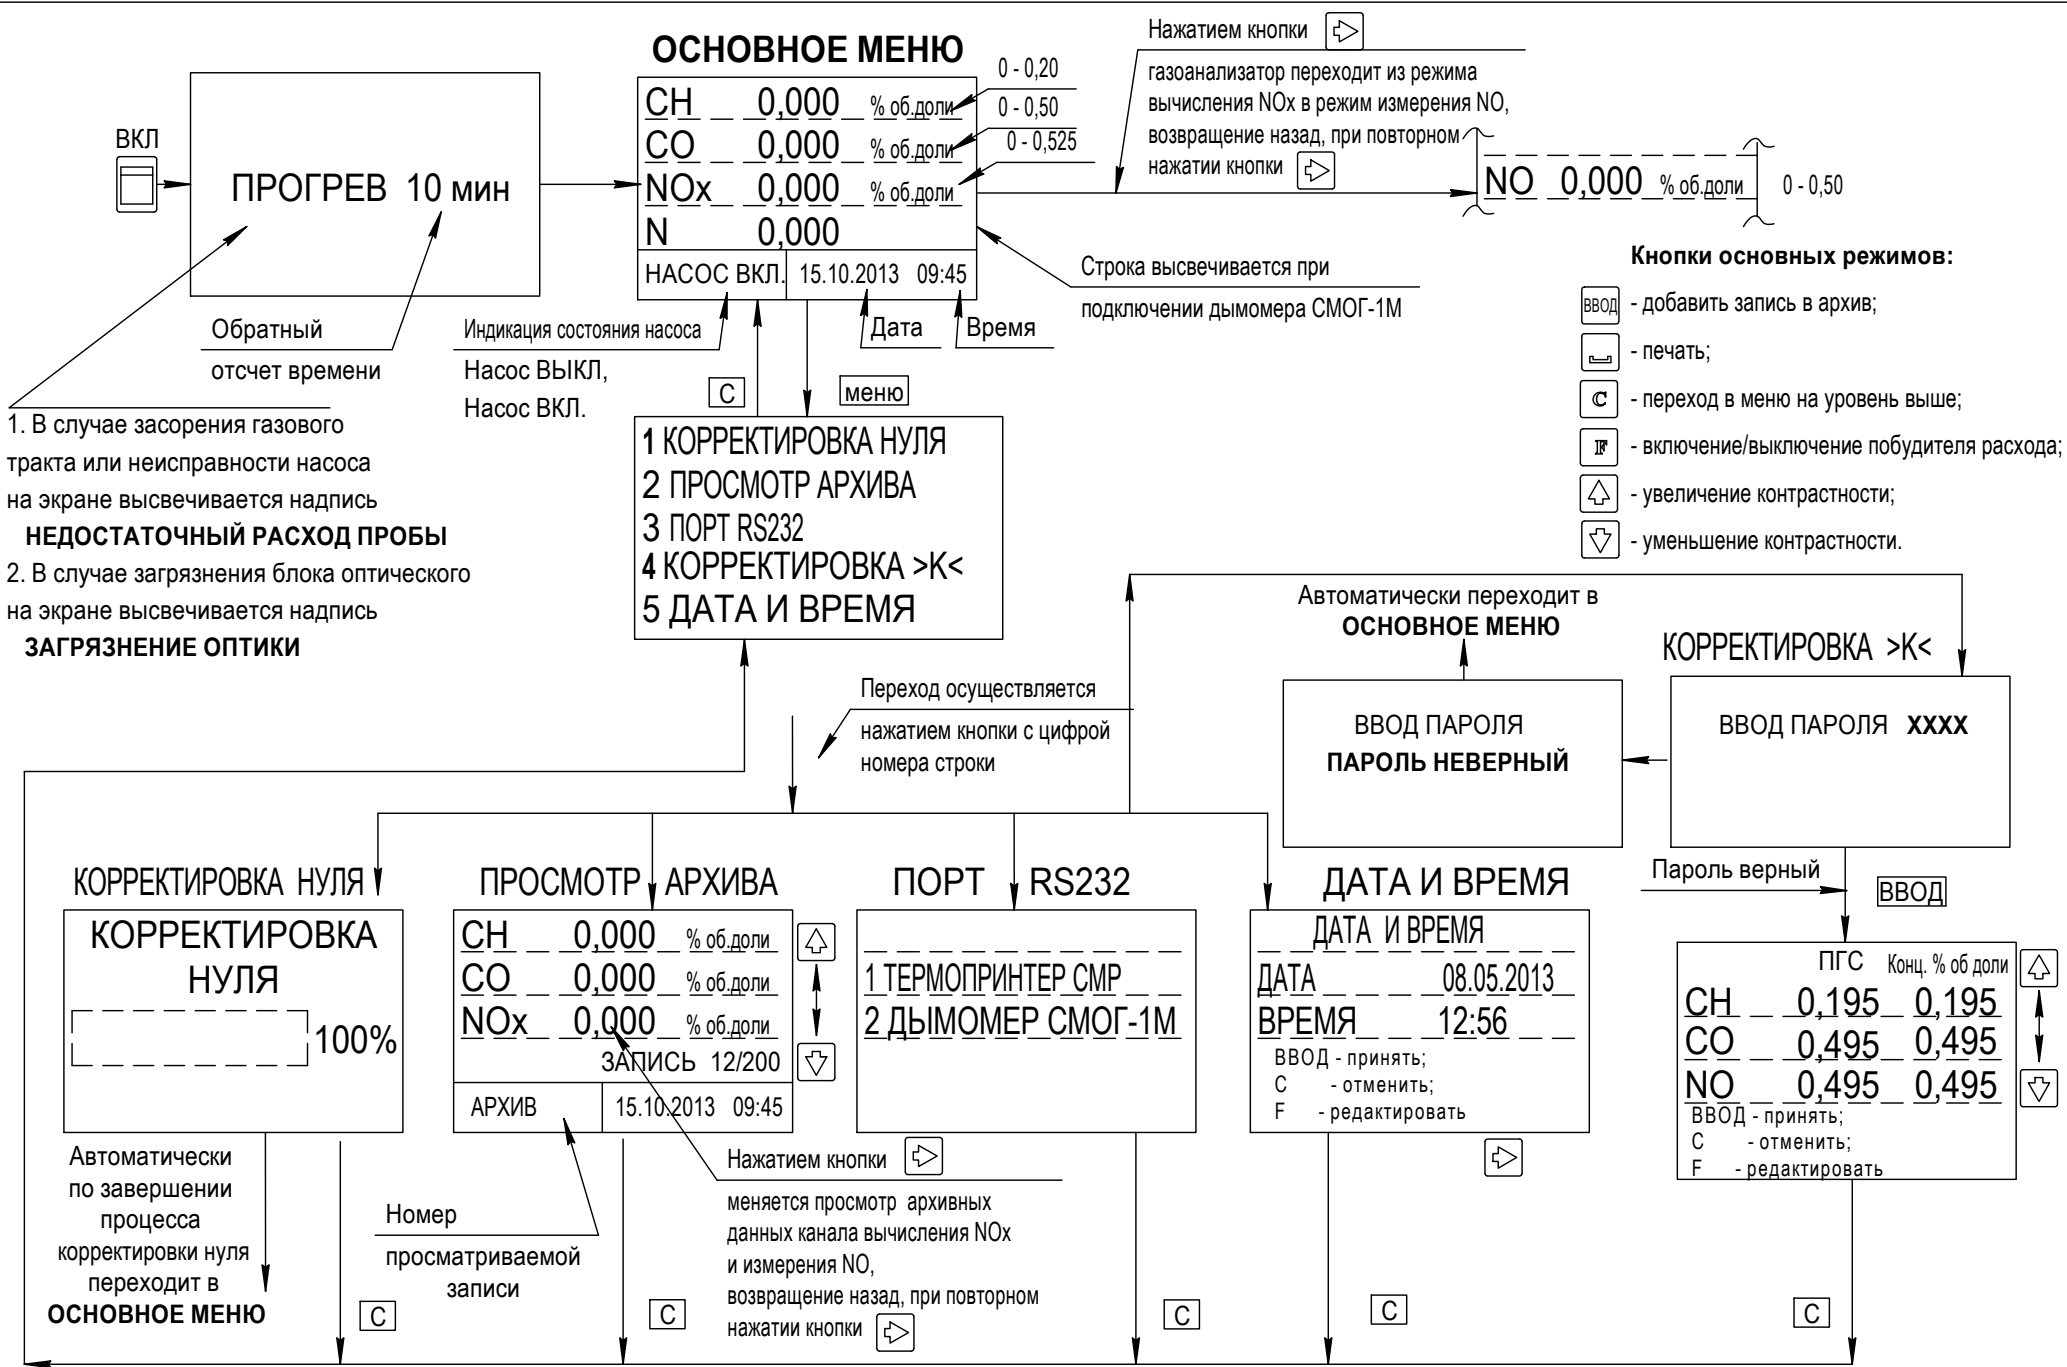 ВКЛ
ПРОГРЕВ 10 мин
Обратный
отсчет времени
1. В случае засорения газового
тракта или неисправности насоса
на экране высвечивается надпись
НЕДОСТАТОЧНЫЙ РАСХОД ПРОБЫ
2. В случае загрязнения блока оптического
на экране высвечивается надпись
ЗАГРЯЗНЕНИЕ ОПТИКИ
ОСНОВНОЕ МЕНЮ
CH 0,000 % об.доли
CO 0,000 % об.доли
NOx 0,000 % об.доли
N 0,000
НАСОС ВКЛ. 15.10.2013 09:45
0 - 0,20
0 - 0,50
0 - 0,525
Индикация состояния насоса
Насос ВЫКЛ,
Насос ВКЛ.
Дата
Время
Строка высвечивается при
подключении дымомера СМОГ-1М
Нажатием кнопки
газоанализатор переходит из режима
вычисления NOx в режим измерения NO,
возвращение назад, при повторном
нажатии кнопки
NO 0,000 % об.доли 0 - 0,50
Кнопки основных режимов:
ВВОД - добавить запись в архив;
- печать;
C - переход в меню на уровень выше;
F - включение/выключение побудителя расхода;
- увеличение контрастности;
- уменьшение контрастности.
C
меню
1 КОРРЕКТИРОВКА НУЛЯ
2 ПРОСМОТР АРХИВА
3 ПОРТ RS232
4 КОРРЕКТИРОВКА >K<
5 ДАТА И ВРЕМЯ
Переход осуществляется
нажатием кнопки с цифрой
номера строки
Автоматически переходит в
ОСНОВНОЕ МЕНЮ
ВВОД ПАРОЛЯ
ПАРОЛЬ НЕВЕРНЫЙ
КОРРЕКТИРОВКА >K<
ВВОД ПАРОЛЯ XXXX
Пароль верный
ВВОД
КОРРЕКТИРОВКА НУЛЯ
КОРРЕКТИРОВКА
НУЛЯ
100%
Автоматически
по завершении
процесса
корректировки нуля
переходит в
ОСНОВНОЕ МЕНЮ
C
ПРОСМОТР АРХИВА
CH 0,000 % об.доли
CO 0,000 % об.доли
NOx 0,000 % об.доли
ЗАПИСЬ 12/200
АРХИВ 15.10.2013 09:45
Номер
просматриваемой
записи
C
Нажатием кнопки
меняется просмотр архивных
данных канала вычисления NOx
и измерения NO,
возвращение назад, при повторном
нажатии кнопки
ПОРТ RS232
1 ТЕРМОПРИНТЕР CMP
2 ДЫМОМЕР СМОГ-1М
C
ДАТА И ВРЕМЯ
ДАТА И ВРЕМЯ
ДАТА 08.05.2013
ВРЕМЯ 12:56
ВВОД - принять;
C - отменить;
F - редактировать
C
ПГС Конц. % об доли
CH 0,195 0,195
CO 0,495 0,495
NO 0,495 0,495
ВВОД - принять;
C - отменить;
F - редактировать
C